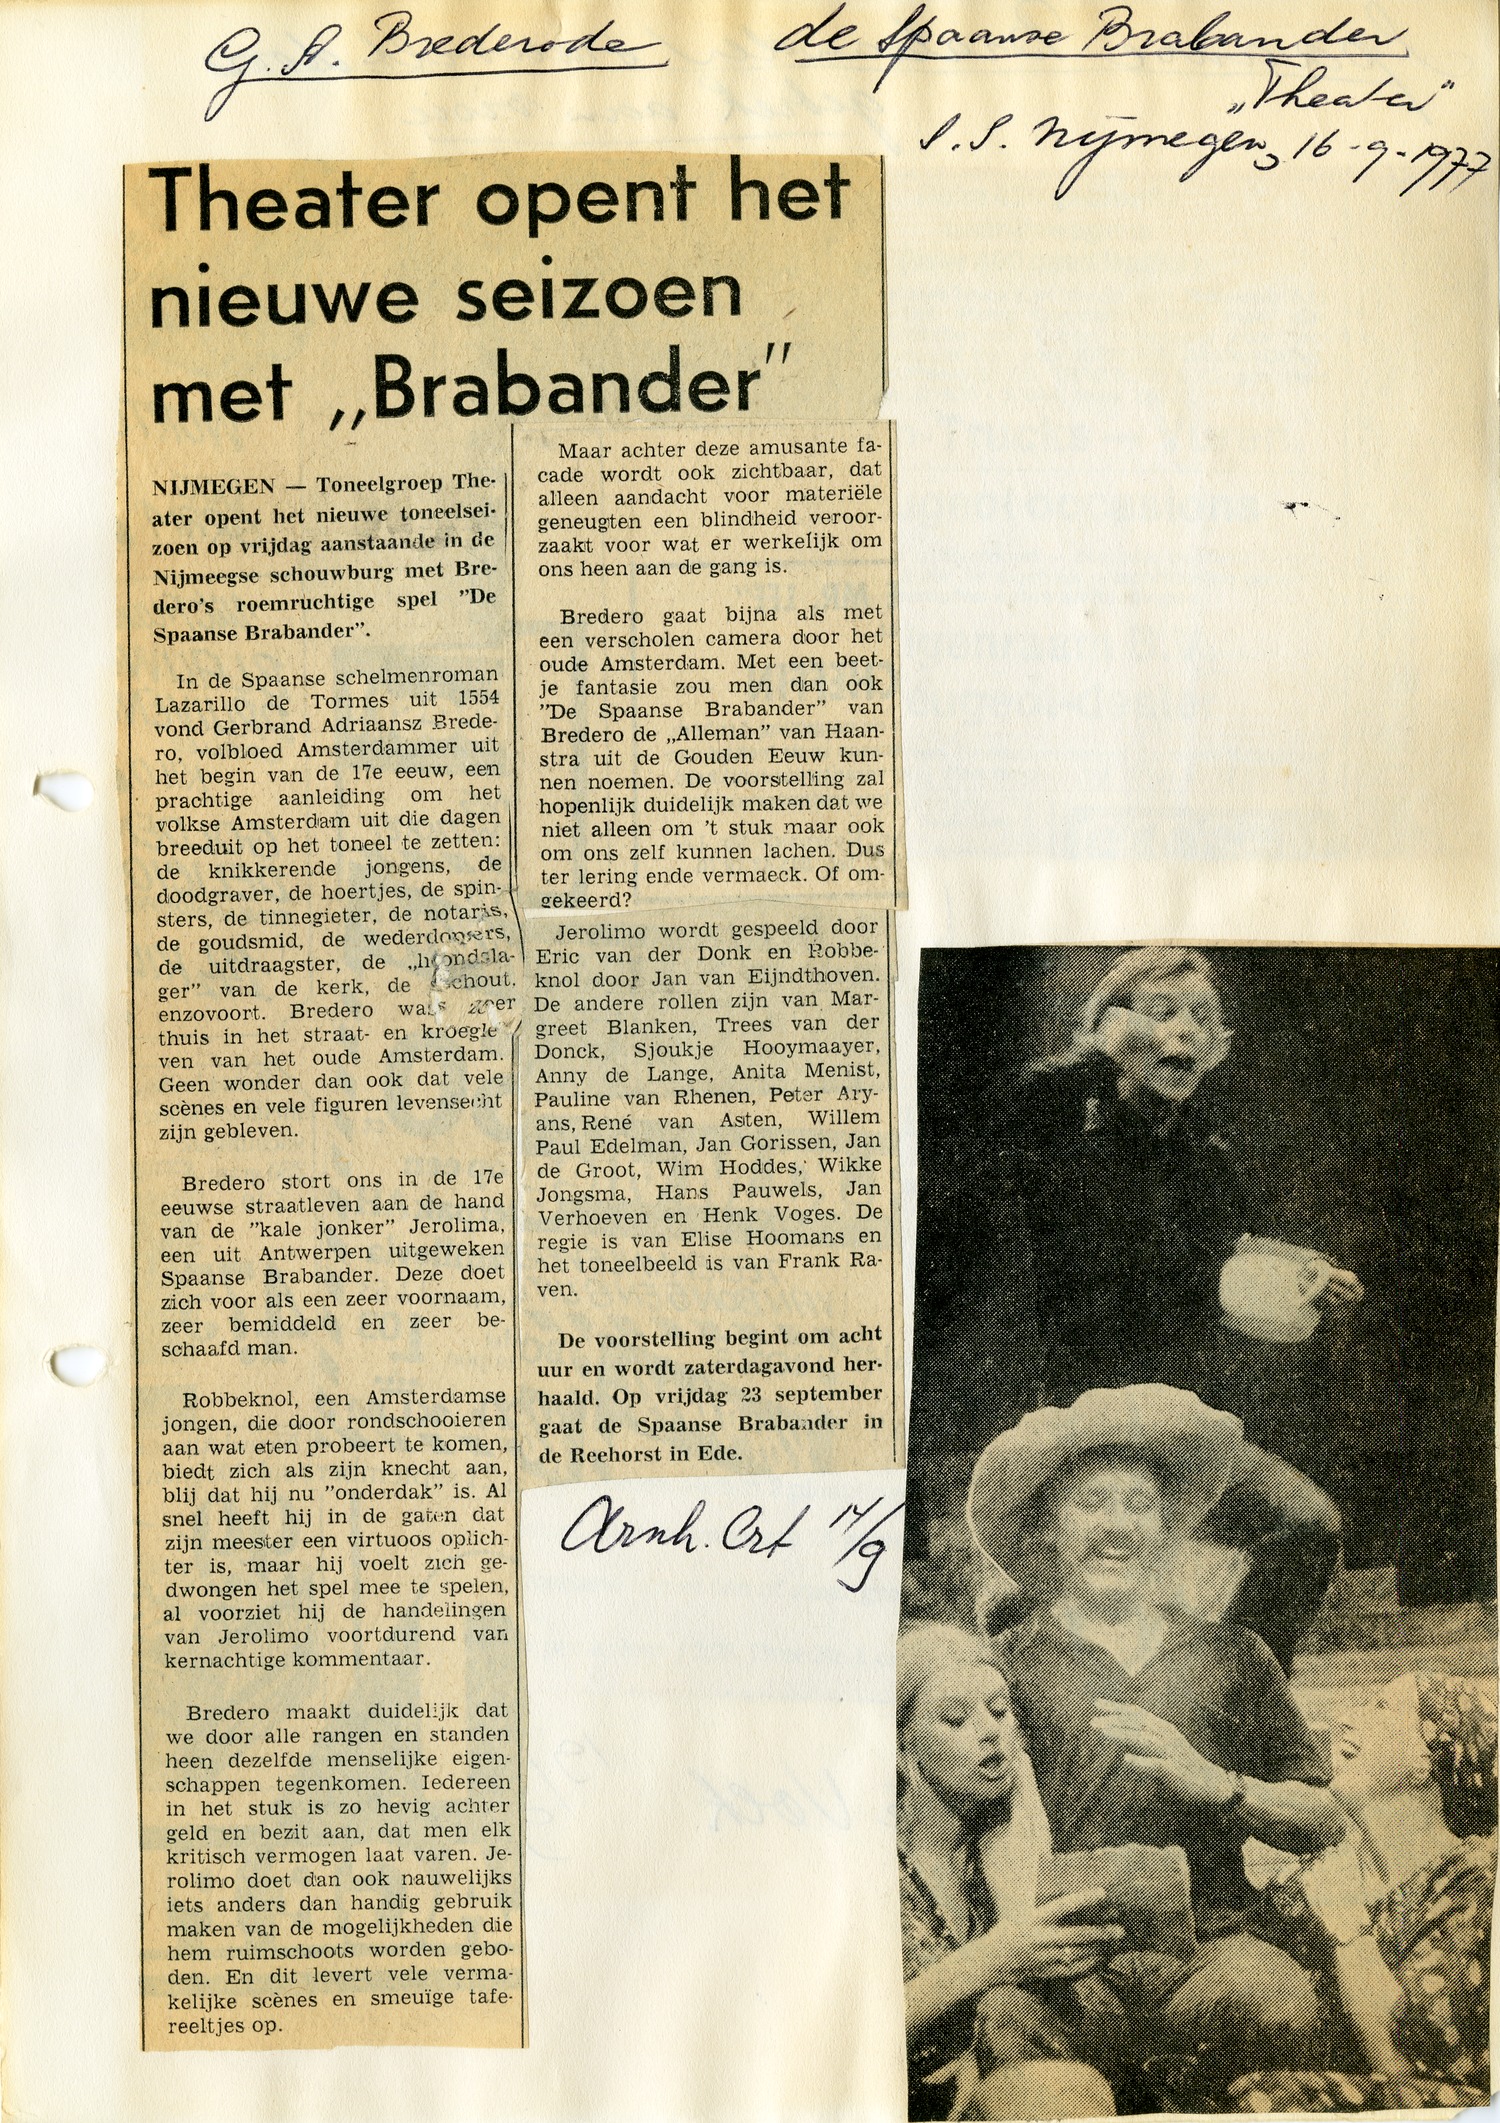 G. A. Brederode de Spaanse Brabander
„Theater"
S.S. Nijmegen, 16-9-1977
Theater opent het
nieuwe seizoen
met „Brabander"
NIJMEGEN — Toneelgroep The-
ater opent het nieuwe toneelsei-
zoen op vrijdag aanstaande in de
Nijmeegse schouwburg met Bre-
dero's roemruchtige spel "De
Spaanse Brabander".
In de Spaanse schelmenroman
Lazarillo de Tormes uit 1554
vond Gerbrand Adriaansz Brede-
ro, volbloed Amsterdammer uit
het begin van de 17e eeuw, een
prachtige aanleiding om het
volkse Amsterdam uit die dagen
breeduit op het toneel te zetten:
de knikkerende jongens, de
doodgraver, de hoertjes, de spin-
sters, de tinnegieter, de notaris,
de goudsmid, de wederdopers,
de uitdraagster, de „hondsla-
ger" van de kerk, de schout,
enzovoort. Bredero was zeer
thuis in het straat- en kroegle
ven van het oude Amsterdam.
Geen wonder dan ook dat vele
scènes en vele figuren levensecht
zijn gebleven.
Bredero stort ons in de 17e
eeuwse straatleven aan de hand
van de "kale jonker" Jerolima,
een uit Antwerpen uitgeweken
Spaanse Brabander. Deze doet
zich voor als een zeer voornaam,
zeer bemiddeld en zeer be-
schaafd man.
Robbeknol, een Amsterdamse
jongen, die door rondschooieren
aan wat eten probeert te komen,
biedt zich als zijn knecht aan,
blij dat hij nu "onderdak" is. Al
snel heeft hij in de gaten dat
zijn meester een virtuoos oplich-
ter is, maar hij voelt zich ge-
dwongen het spel mee te spelen,
al voorziet hij de handelingen
van Jerolimo voortdurend van
kernachtige kommentaar.
Bredero maakt duidelijk dat
we door alle rangen en standen
heen dezelfde menselijke eigen-
schappen tegenkomen. Iedereen
in het stuk is zo hevig achter
geld en bezit aan, dat men elk
kritisch vermogen laat varen. Je-
rolimo doet dan ook nauwelijks
iets anders dan handig gebruik
maken van de mogelijkheden die
hem ruimschoots worden gebo-
den. En dit levert vele verma-
kelijke scènes en smeuïge tafe-
reeltjes op.
Maar achter deze amusante fa-
cade wordt ook zichtbaar, dat
alleen aandacht voor materiële
geneugten een blindheid veroor-
zaakt voor wat er werkelijk om
ons heen aan de gang is.
Bredero gaat bijna als met
een verscholen camera door het
oude Amsterdam. Met een beet-
je fantasie zou men dan ook
"De Spaanse Brabander" van
Bredero de „Alleman" van Haan-
stra uit de Gouden Eeuw kun-
nen noemen. De voorstelling zal
hopenlijk duidelijk maken dat we
niet alleen om 't stuk maar ook
om ons zelf kunnen lachen. Dus
ter lering ende vermaeck. Of om-
gekeerd?
Jerolimo wordt gespeeld door
Eric van der Donk en Robbe-
knol door Jan van Eijndthoven.
De andere rollen zijn van Mar-
greet Blanken, Trees van der
Donck, Sjoukje Hooymaayer,
Anny de Lange, Anita Menist,
Pauline van Rhenen, Peter Ary-
ans, René van Asten, Willem
Paul Edelman, Jan Gorissen, Jan
de Groot, Wim Hoddes, Wikke
Jongsma, Hans Pauwels, Jan
Verhoeven en Henk Voges. De
regie is van Elise Hoomans en
het toneelbeeld is van Frank Ra-
ven.
De voorstelling begint om acht
uur en wordt zaterdagavond her-
haald. Op vrijdag 23 september
gaat de Spaanse Brabander in
de Reehorst in Ede.
Arnh. Crt 14/9